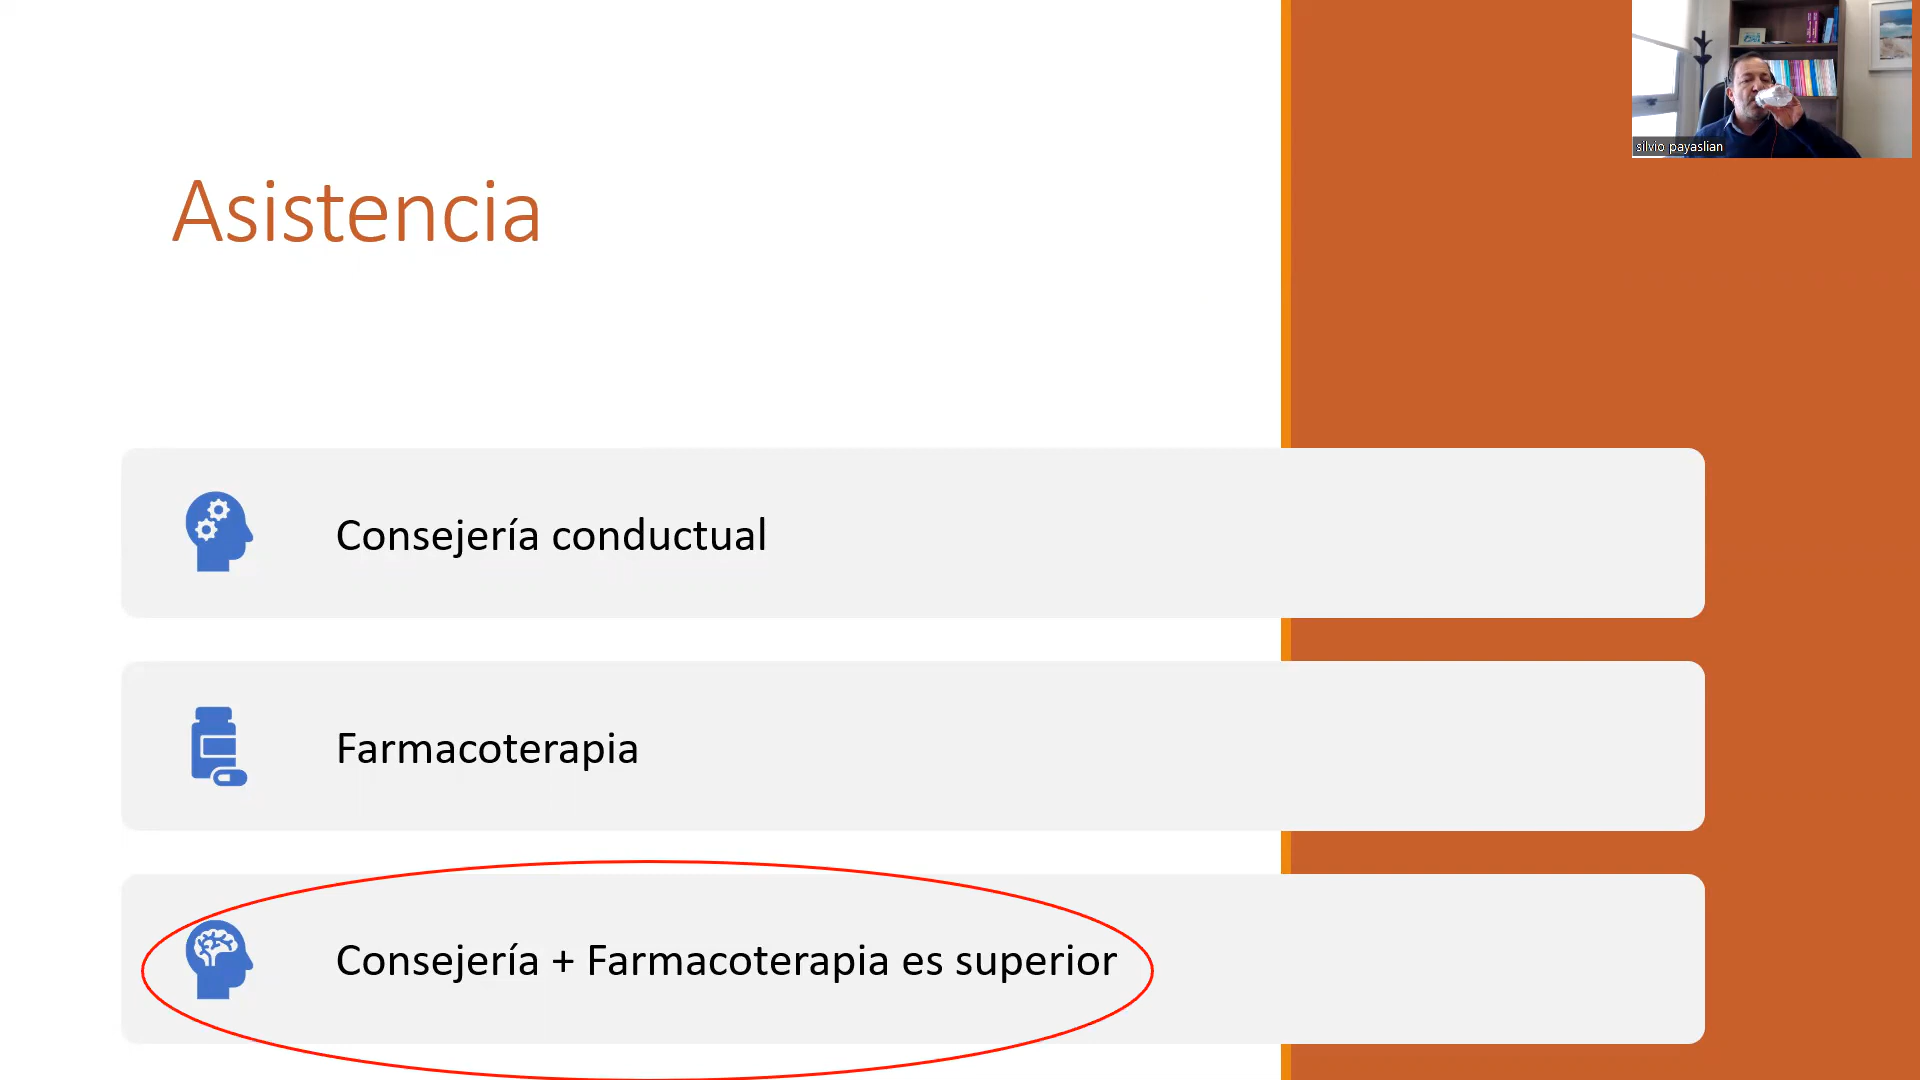 silvio payaslian
Asistencia
Consejería conductual
Farmacoterapia
Consejería + Farmacoterapia es superior